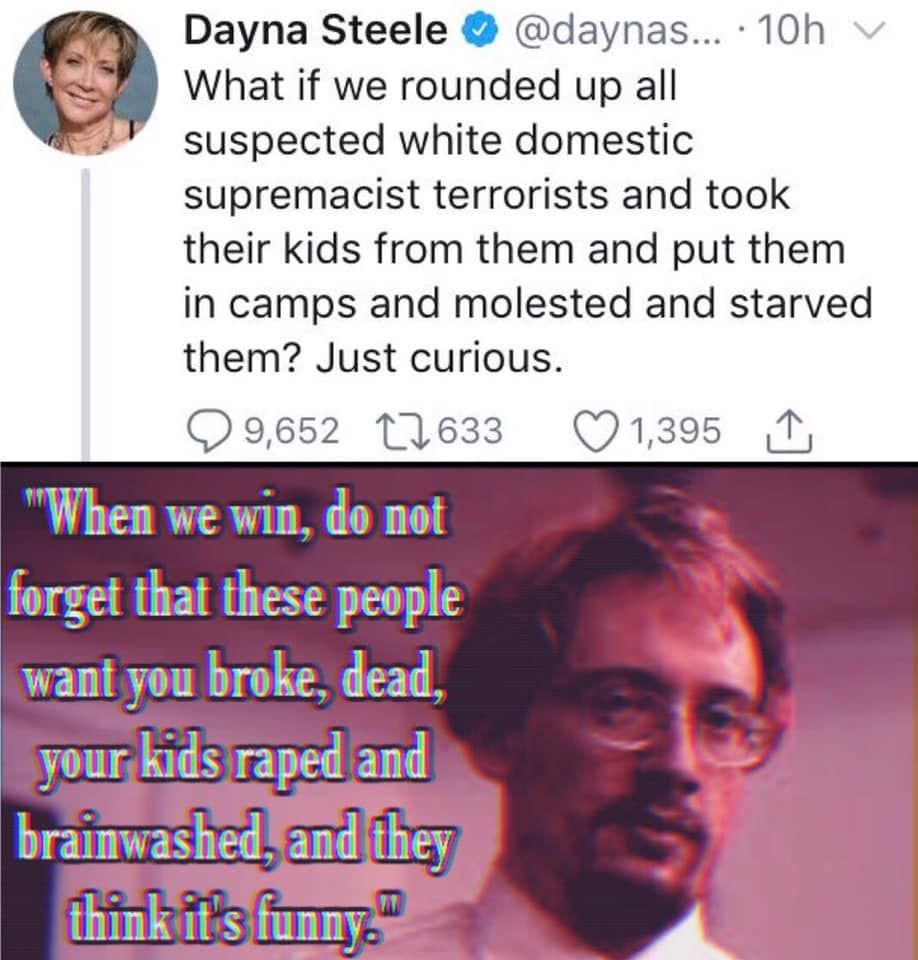 Dayna Steele @daynas... · 10h
What if we rounded up all
suspected white domestic
supremacist terrorists and took
their kids from them and put them
in camps and molested and starved
them? Just curious.
9,652 633 1,395
"When we win, do not
forget that these people
want you broke, dead,
your kids raped and
brainwashed, and they
think it's funny."